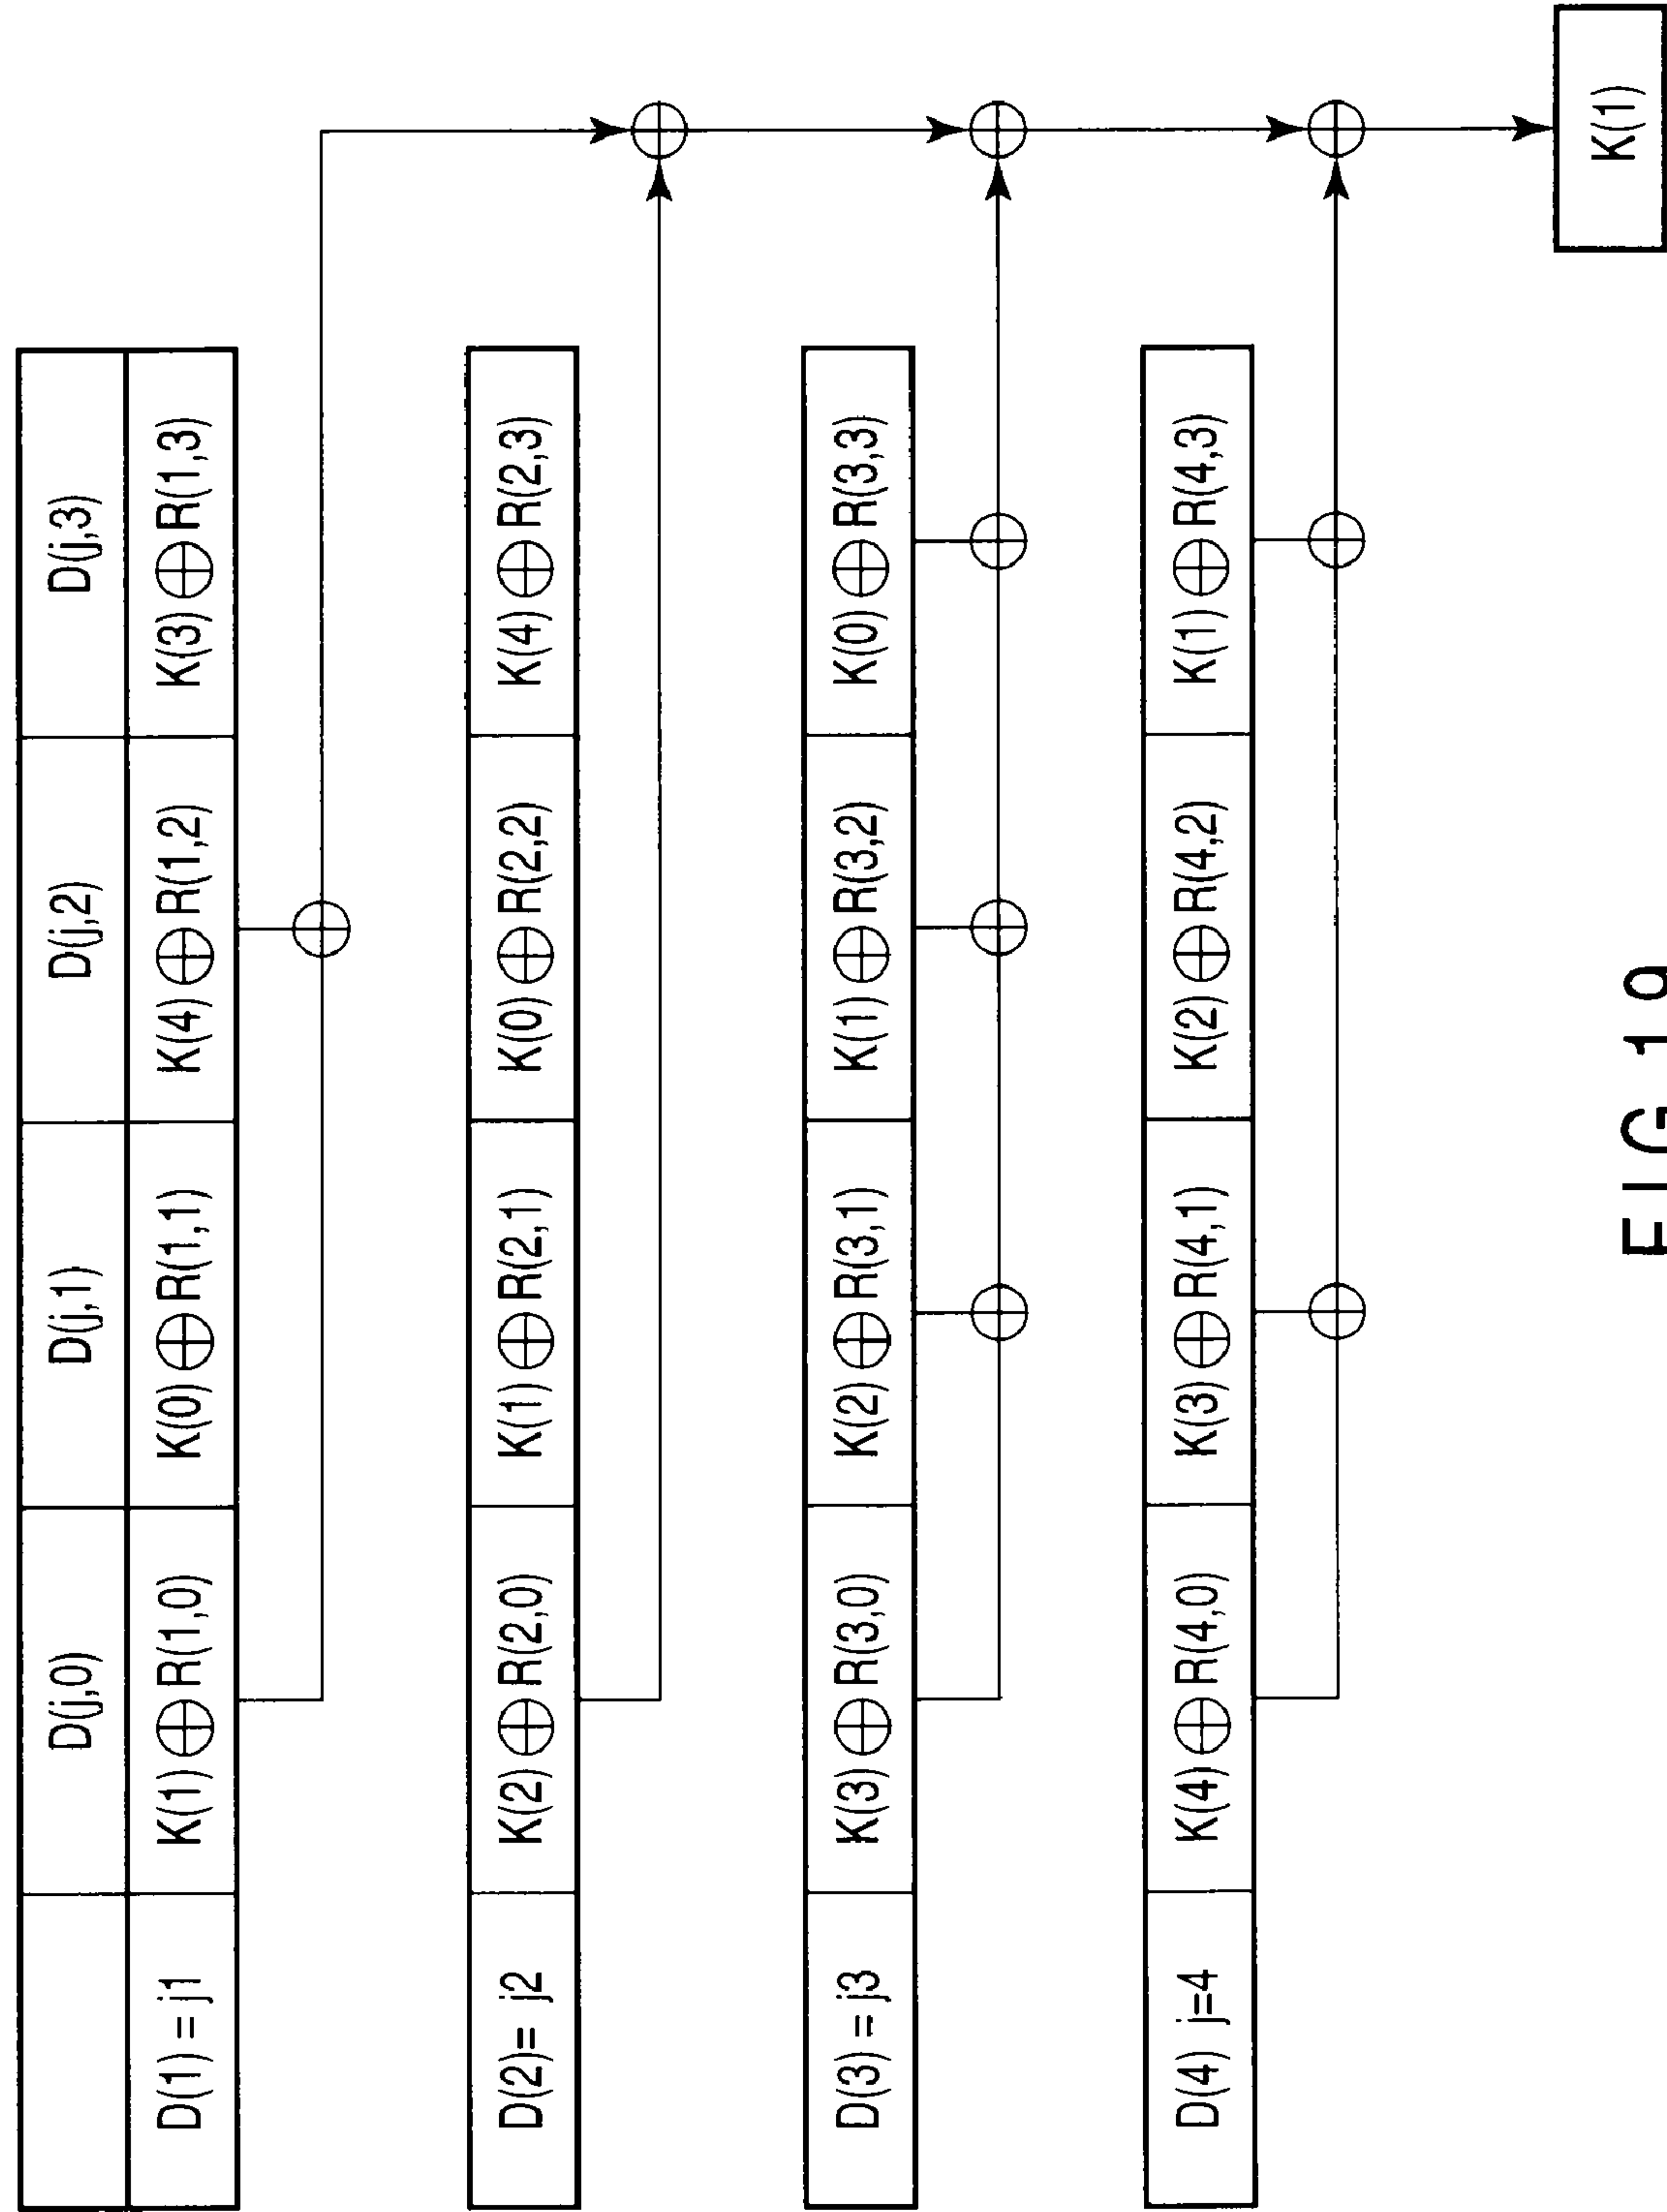 D(j,0) D(j,1) D(j,2) D(j,3)
D(1) = j1 K(1)⊕R(1,0) K(0)⊕R(1,1) K(4)⊕R(1,2) K(3)⊕R(1,3)
D(2)= j2 K(2)⊕R(2,0) K(1)⊕R(2,1) K(0)⊕R(2,2) K(4)⊕R(2,3)
D(3) = j3 K(3)⊕R(3,0) K(2)⊕R(3,1) K(1)⊕R(3,2) K(0)⊕R(3,3)
D(4) j=4 K(4)⊕R(4,0) K(3)⊕R(4,1) K(2)⊕R(4,2) K(1)⊕R(4,3)
K(1)
FIG.19